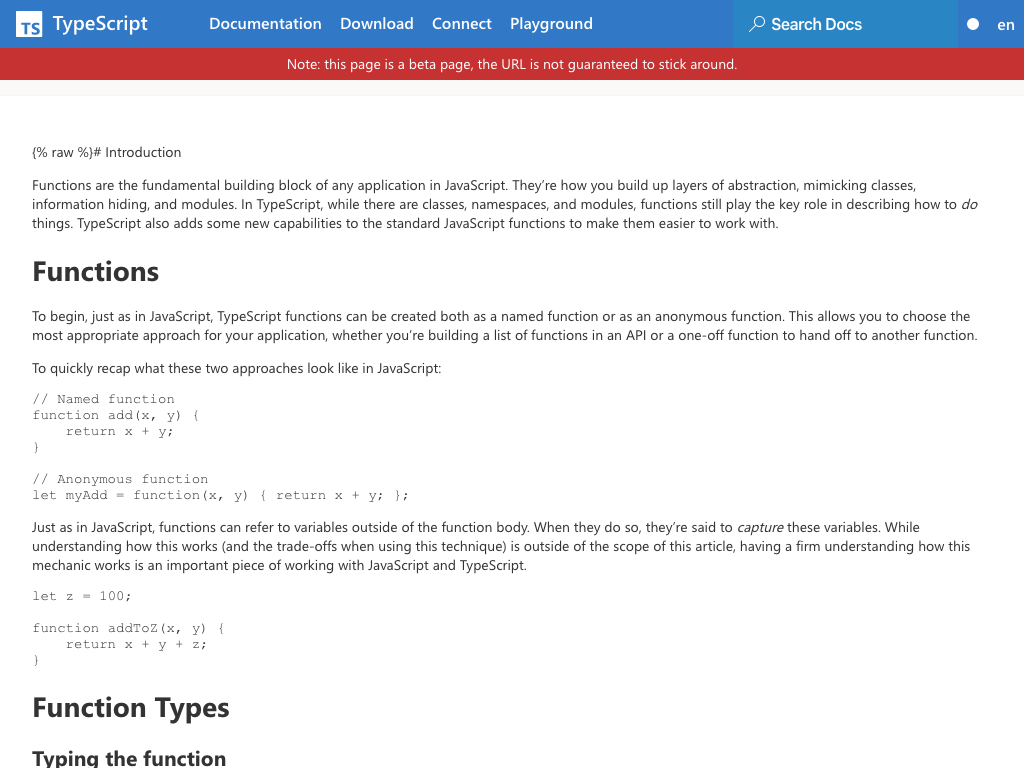 TS TypeScript Documentation Download Connect Playground Search Docs en
Note: this page is a beta page, the URL is not guaranteed to stick around.
{% raw %}# Introduction
Functions are the fundamental building block of any application in JavaScript. They’re how you build up layers of abstraction, mimicking classes,
information hiding, and modules. In TypeScript, while there are classes, namespaces, and modules, functions still play the key role in describing how to do
things. TypeScript also adds some new capabilities to the standard JavaScript functions to make them easier to work with.
Functions
To begin, just as in JavaScript, TypeScript functions can be created both as a named function or as an anonymous function. This allows you to choose the
most appropriate approach for your application, whether you’re building a list of functions in an API or a one-off function to hand off to another function.
To quickly recap what these two approaches look like in JavaScript:
// Named function
function add(x, y) {
    return x + y;
}
// Anonymous function
let myAdd = function(x, y) { return x + y; };
Just as in JavaScript, functions can refer to variables outside of the function body. When they do so, they’re said to capture these variables. While
understanding how this works (and the trade-offs when using this technique) is outside of the scope of this article, having a firm understanding how this
mechanic works is an important piece of working with JavaScript and TypeScript.
let z = 100;
function addToZ(x, y) {
    return x + y + z;
}
Function Types
Typing the function